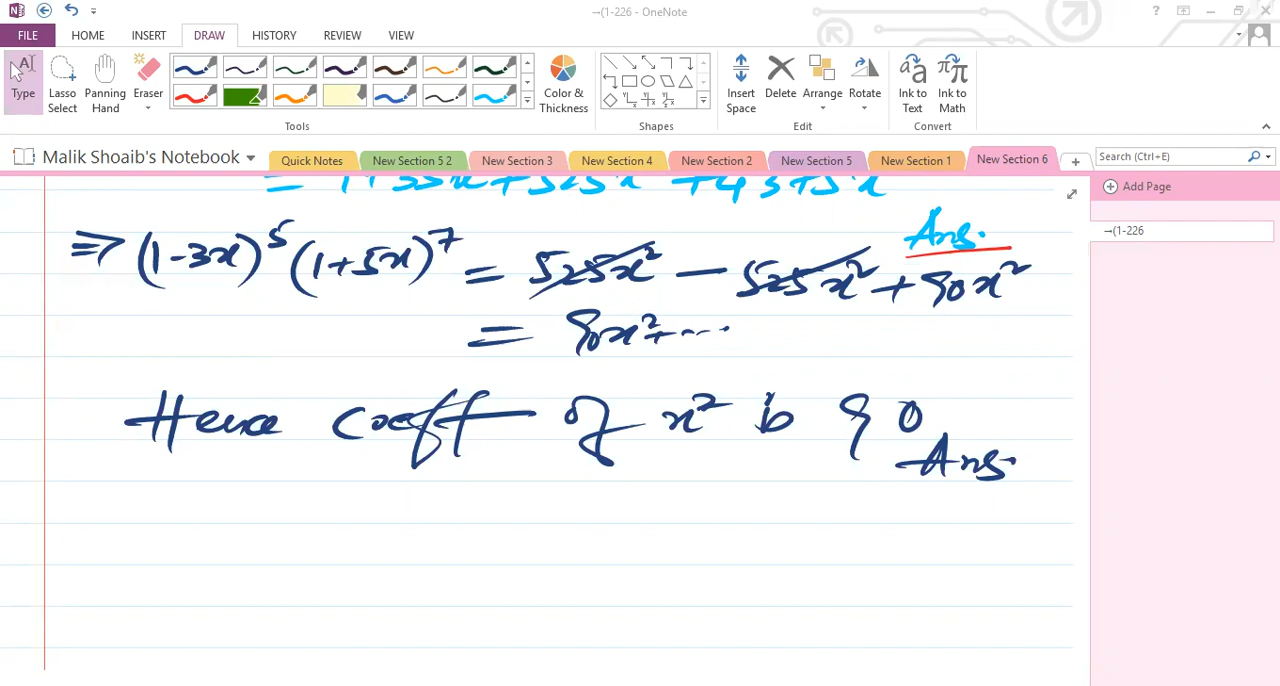 →(1-226 - OneNote
FILE HOME INSERT DRAW HISTORY REVIEW VIEW
Type Lasso Select Panning Hand Eraser Color & Thickness Insert Space Delete Arrange Rotate Ink to Text Ink to Math
Tools Shapes Edit Convert
Malik Shoaib's Notebook Quick Notes New Section 5 2 New Section 3 New Section 4 New Section 2 New Section 5 New Section 1 New Section 6 Search (Ctrl+E)
Add Page
→(1-226
= 1+35x+525x + 4375x
Ans.
⇒ (1-3x)⁵ (1+5x)⁷ = 525x² - 525x² + 90x²
= 90x²+...
Hence coeff of x² is 90
Ans.